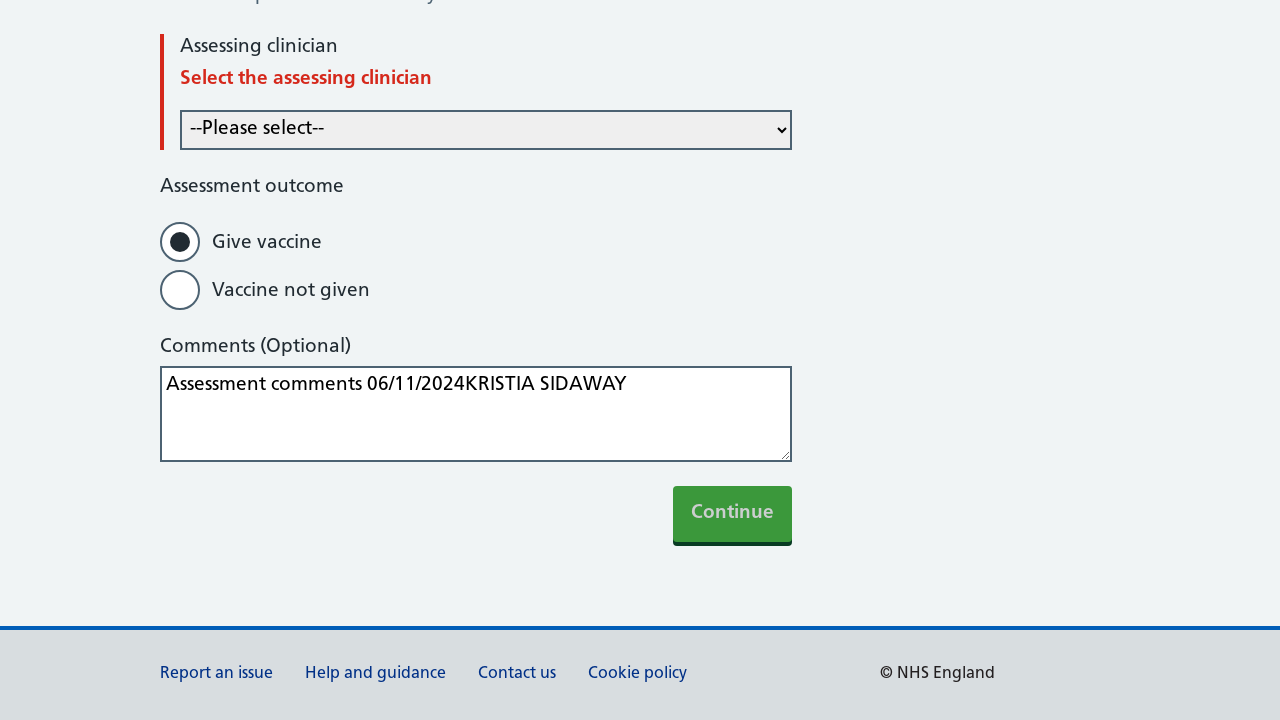 Assessing clinician
Select the assessing clinician
--Please select--
Assessment outcome
Give vaccine
Vaccine not given
Comments (Optional)
Assessment comments 06/11/2024KRISTIA SIDAWAY
Continue
Report an issue Help and guidance Contact us Cookie policy © NHS England